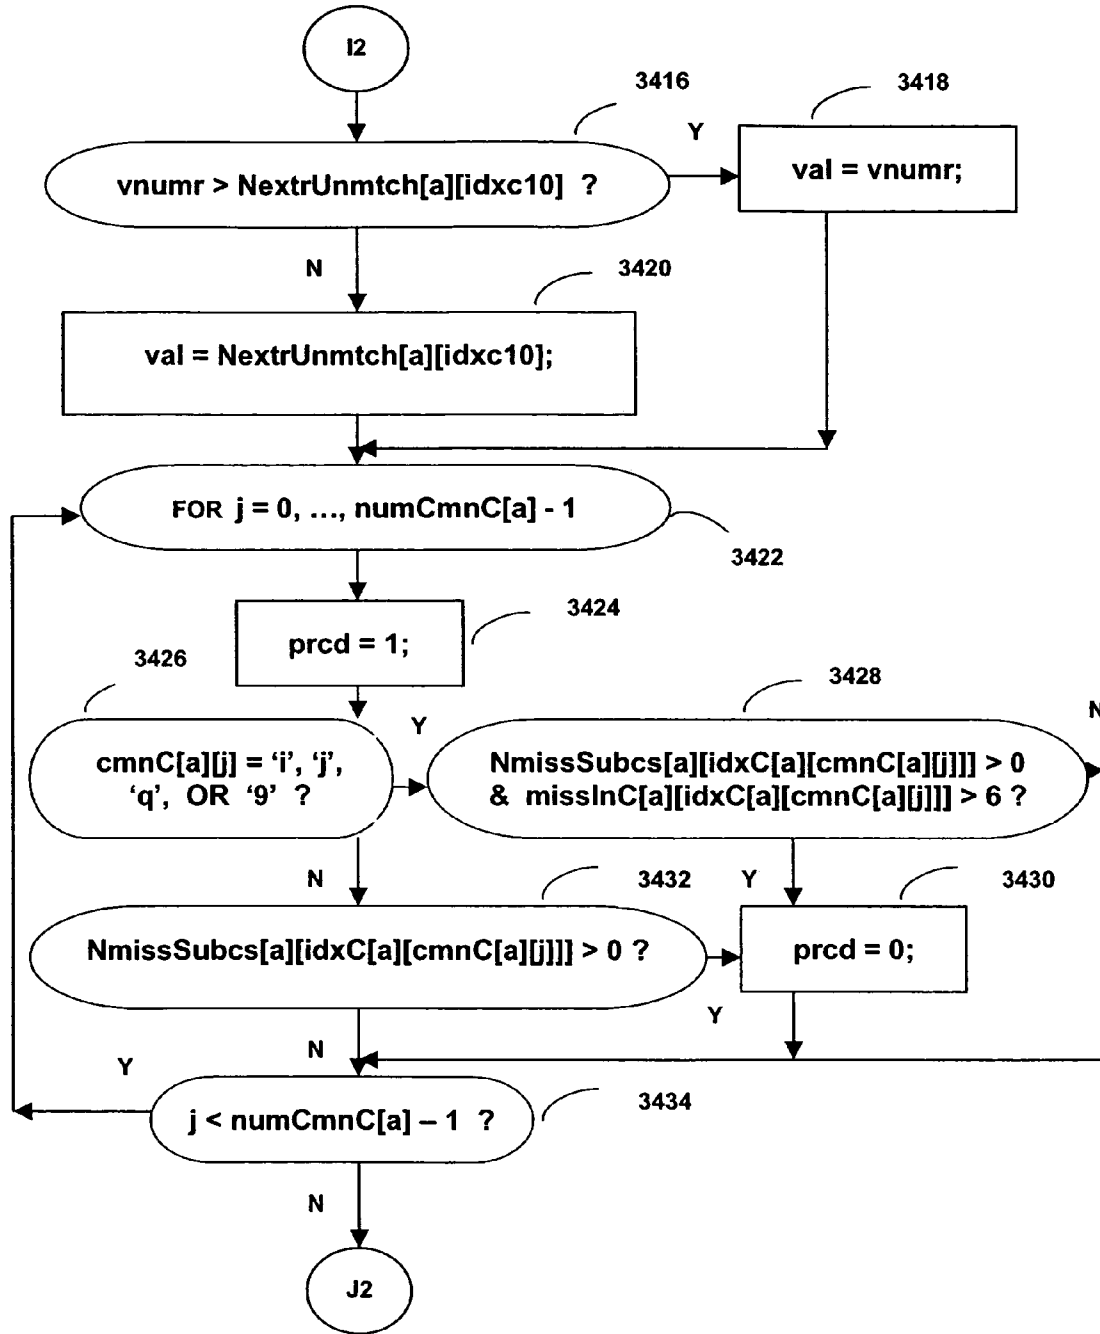 I2
3416
3418
Y
vnumr > NextrUnmtch[a][idxc10] ?
val = vnumr;
N
3420
val = NextrUnmtch[a][idxc10];
FOR j = 0, ..., numCmnC[a] - 1
3422
3424
prcd = 1;
3426
3428
N
Y
cmnC[a][j] = ‘i’, ‘j’,
‘q’, OR ‘9’ ?
NmissSubcs[a][idxC[a][cmnC[a][j]]] > 0
& missInC[a][idxC[a][cmnC[a][j]]] > 6 ?
N
3432
Y
3430
NmissSubcs[a][idxC[a][cmnC[a][j]]] > 0 ?
prcd = 0;
Y
N
Y
j < numCmnC[a] – 1 ?
3434
N
J2